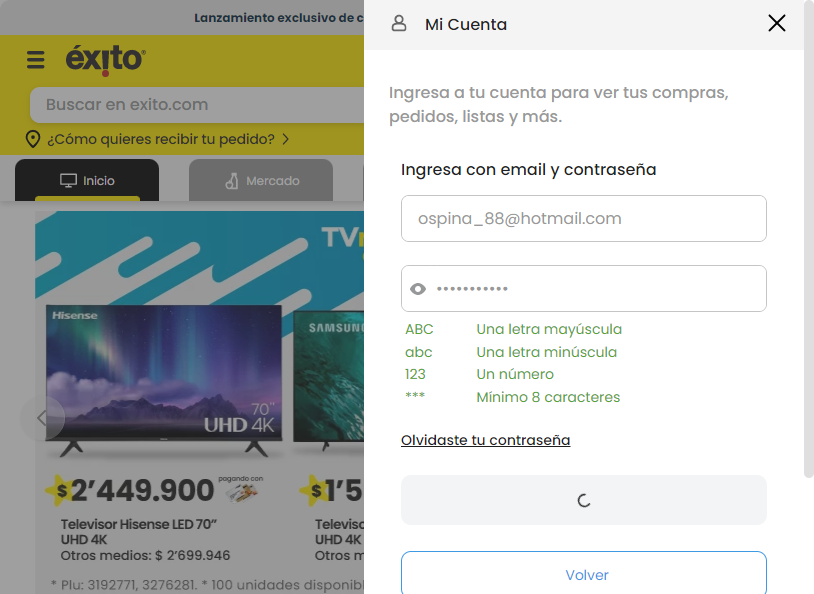 Lanzamiento exclusivo de c
Mi Cuenta
éxito
Buscar en exito.com
¿Cómo quieres recibir tu pedido?
Inicio
Mercado
Ingresa a tu cuenta para ver tus compras,
pedidos, listas y más.
Ingresa con email y contraseña
ospina_88@hotmail.com
•••••••••••
ABC Una letra mayúscula
abc Una letra minúscula
123 Un número
*** Mínimo 8 caracteres
Olvidaste tu contraseña
Volver
TV
Hisense
SAMSUN
70"
UHD 4K
$2'449.900 pagando con
$1'5
Televisor Hisense LED 70"
UHD 4K
Otros medios: $ 2'699.946
Televis
UHD 4K
Otros m
* Plu: 3192771, 3276281. * 100 unidades disponibl